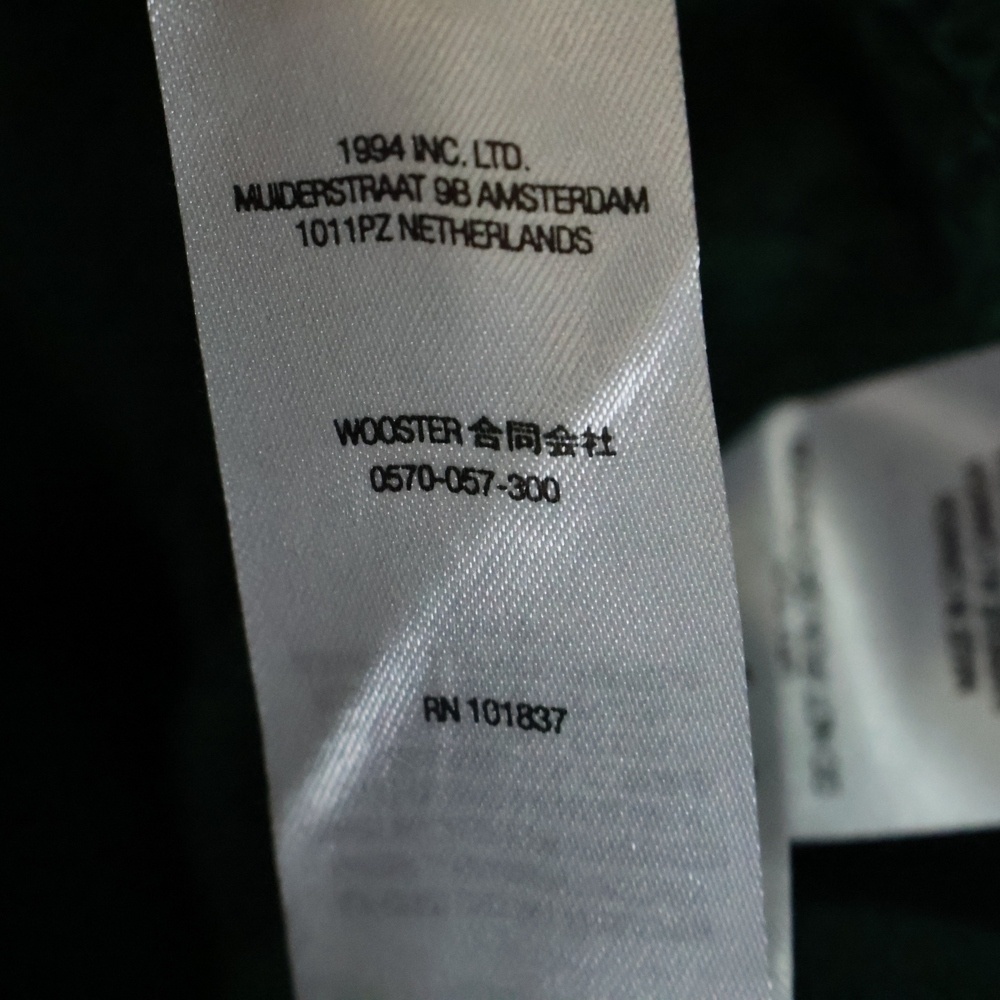 1994 INC. LTD.
MUIDERSTRAAT 9B AMSTERDAM
1011PZ NETHERLANDS
WOOSTER 合同会社
0570-057-300
RN 101837